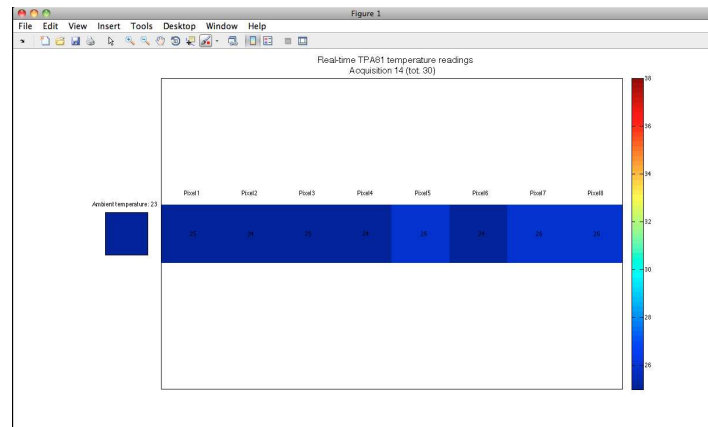 Figure 1
File Edit View Insert Tools Desktop Window Help
Real-time TPA81 temperature readings
Acquisition 14 (tot. 30)
Pixel1 Pixel2 Pixel3 Pixel4 Pixel5 Pixel6 Pixel7 Pixel8
Ambient temperature: 23
38
36
34
32
30
28
26